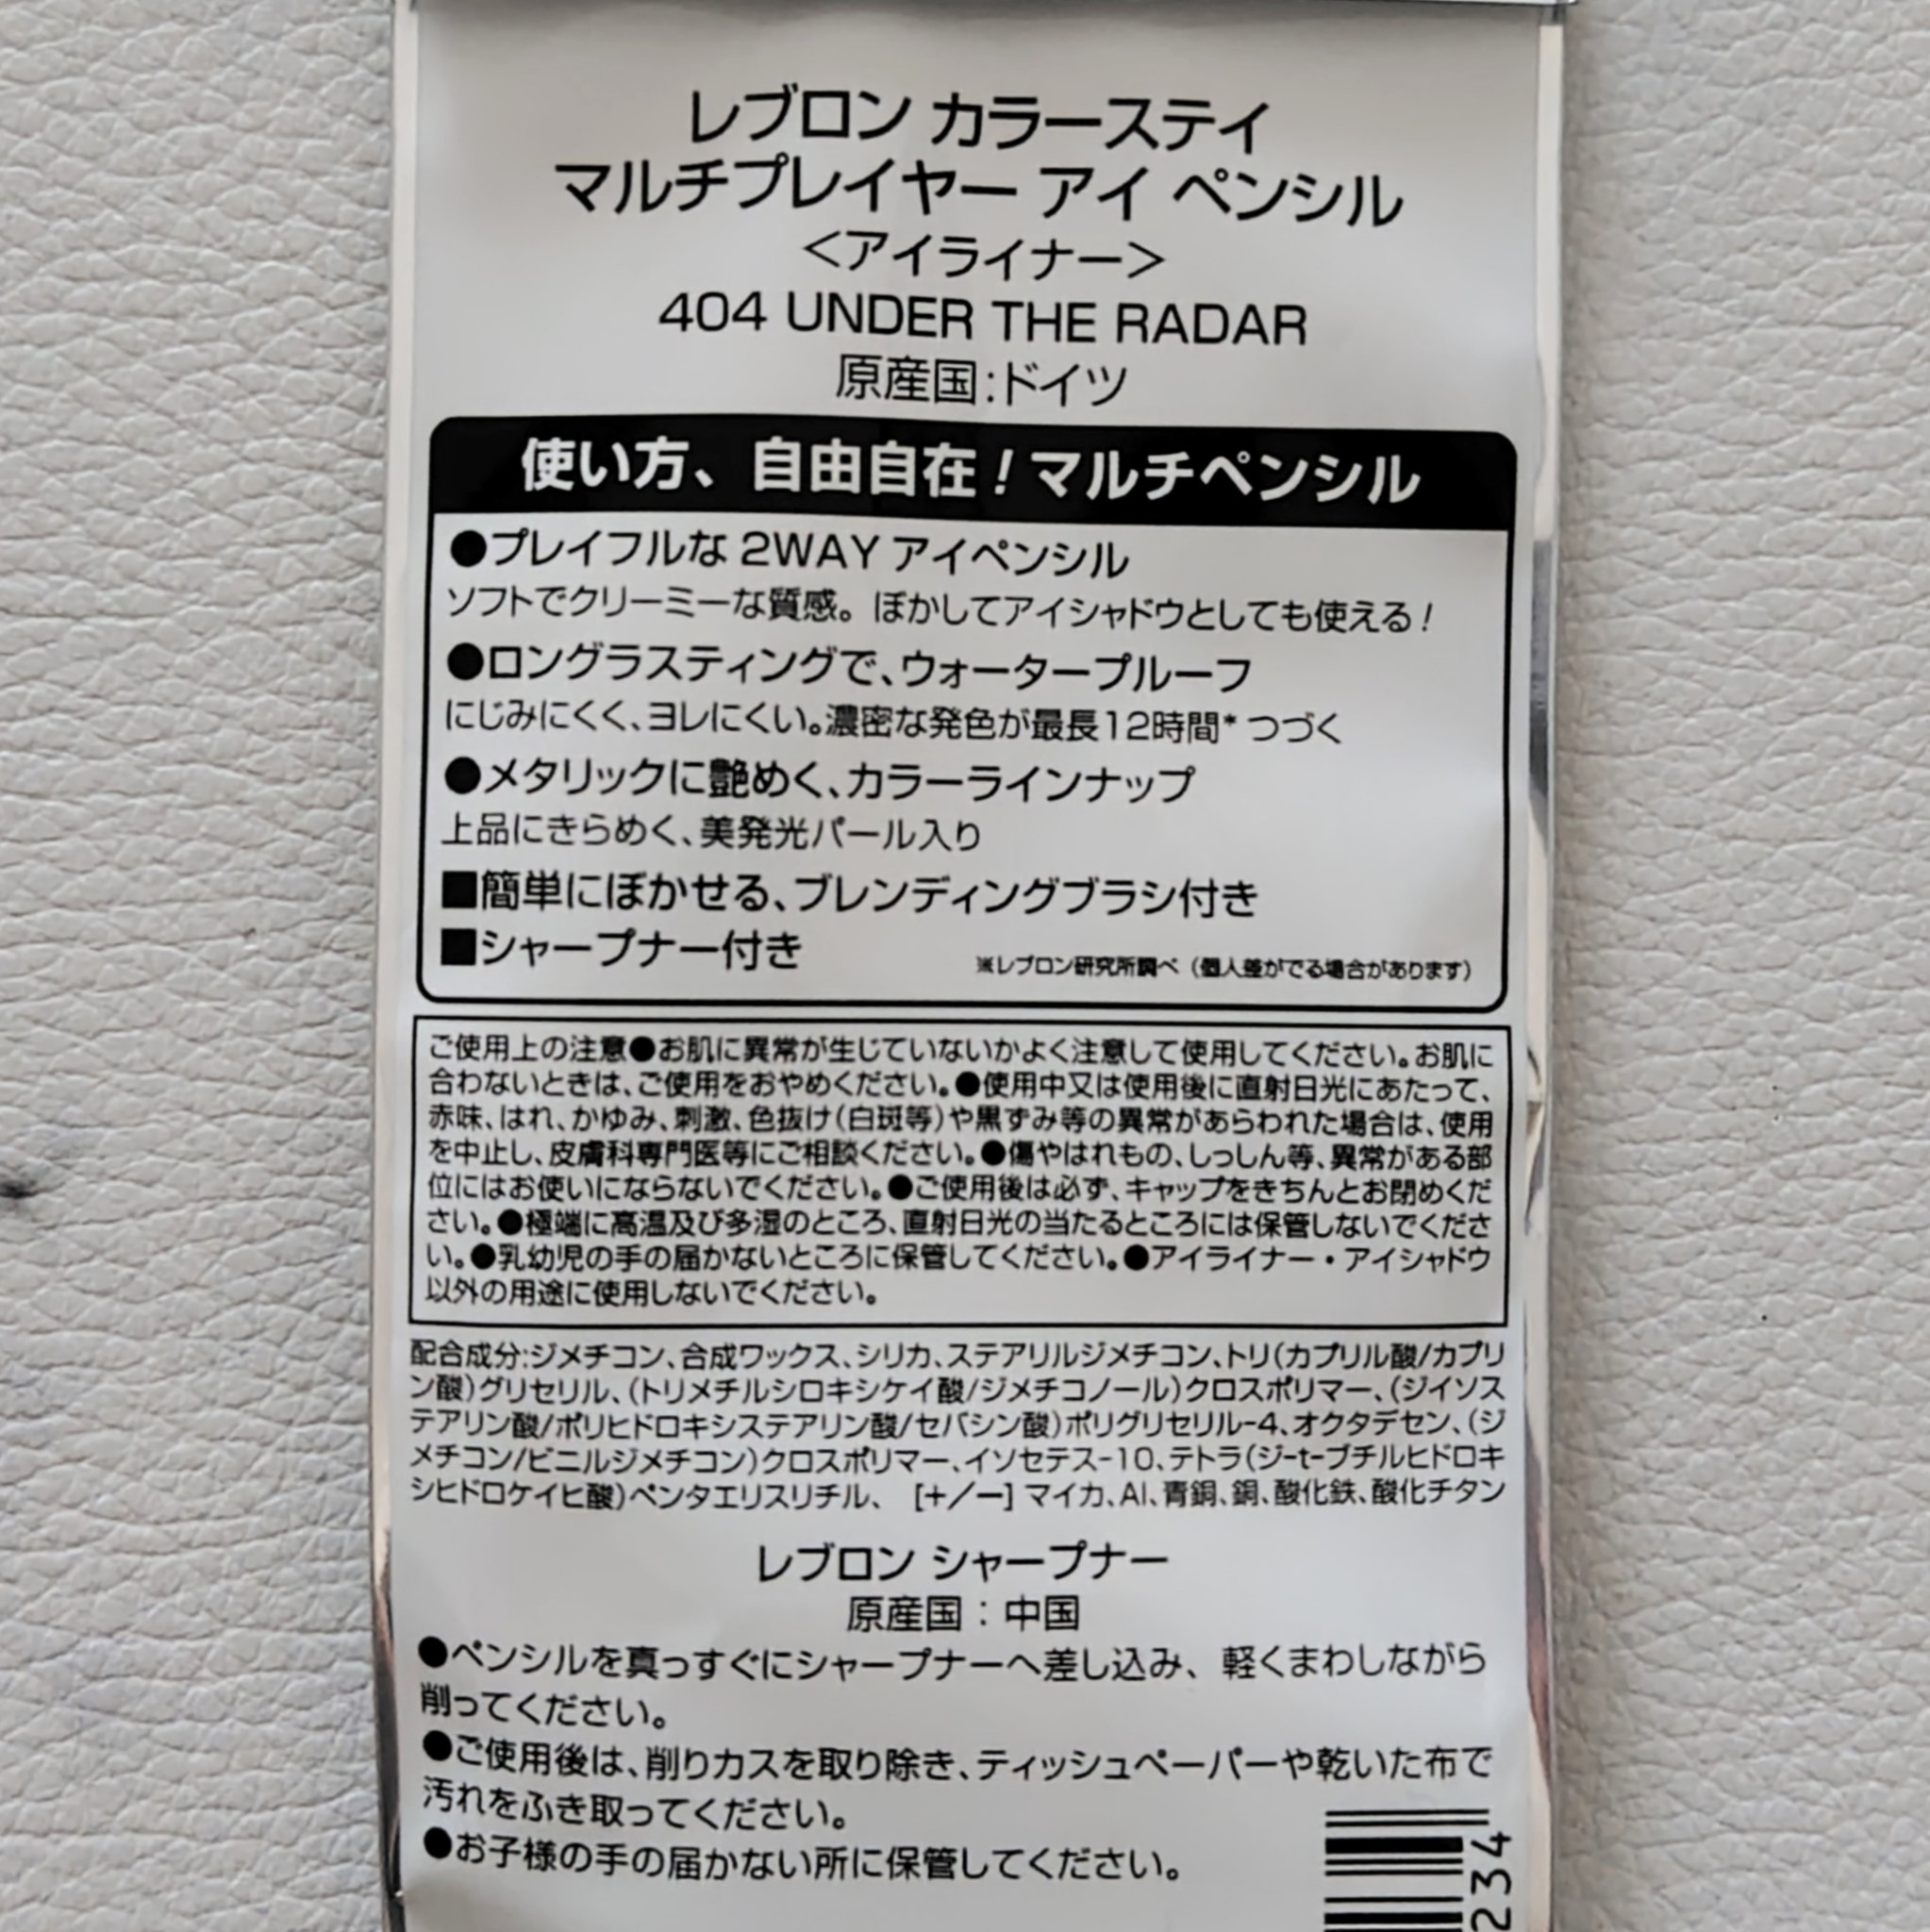 レブロン カラーステイ
マルチプレイヤー アイ ペンシル
＜アイライナー＞
404 UNDER THE RADAR
原産国:ドイツ
使い方、自由自在！マルチペンシル
●プレイフルな 2WAY アイペンシル
ソフトでクリーミーな質感。ぼかしてアイシャドウとしても使える！
●ロングラスティングで、ウォータープルーフ
にじみにくく、ヨレにくい。濃密な発色が最長12時間* つづく
●メタリックに艶めく、カラーラインナップ
上品にきらめく、美発光パール入り
■簡単にぼかせる、ブレンディングブラシ付き
■シャープナー付き
※レブロン研究所調べ（個人差がでる場合があります）
ご使用上の注意●お肌に異常が生じていないかよく注意して使用してください。お肌に
合わないときは、ご使用をおやめください。●使用中又は使用後に直射日光にあたって、
赤味、はれ、かゆみ、刺激、色抜け(白斑等)や黒ずみ等の異常があらわれた場合は、使用
を中止し、皮膚科専門医等にご相談ください。●傷やはれもの、しっしん等、異常がある部
位にはお使いにならないでください。●ご使用後は必ず、キャップをきちんとお閉めくだ
さい。●極端に高温及び多湿のところ、直射日光の当たるところには保管しないでくださ
い。●乳幼児の手の届かないところに保管してください。●アイライナー・アイシャドウ
以外の用途に使用しないでください。
配合成分:ジメチコン、合成ワックス、シリカ、ステアリルジメチコン、トリ(カプリル酸/カプリ
ン酸)グリセリル、(トリメチルシロキシケイ酸/ジメチコノール)クロスポリマー、(ジイソス
テアリン酸/ポリヒドロキシステアリン酸/セバシン酸)ポリグリセリル-4、オクタデセン、(ジ
メチコン/ビニルジメチコン)クロスポリマー、イソセテス-10、テトラ(ジ-t-ブチルヒドロキ
シヒドロケイヒ酸)ペンタエリスリチル、 [+/ー] マイカ、Al、青銅、銅、酸化鉄、酸化チタン
レブロン シャープナー
原産国：中国
●ペンシルを真っすぐにシャープナーへ差し込み、軽くまわしながら
削ってください。
●ご使用後は、削りカスを取り除き、ティッシュペーパーや乾いた布で
汚れをふき取ってください。
●お子様の手の届かない所に保管してください。
234